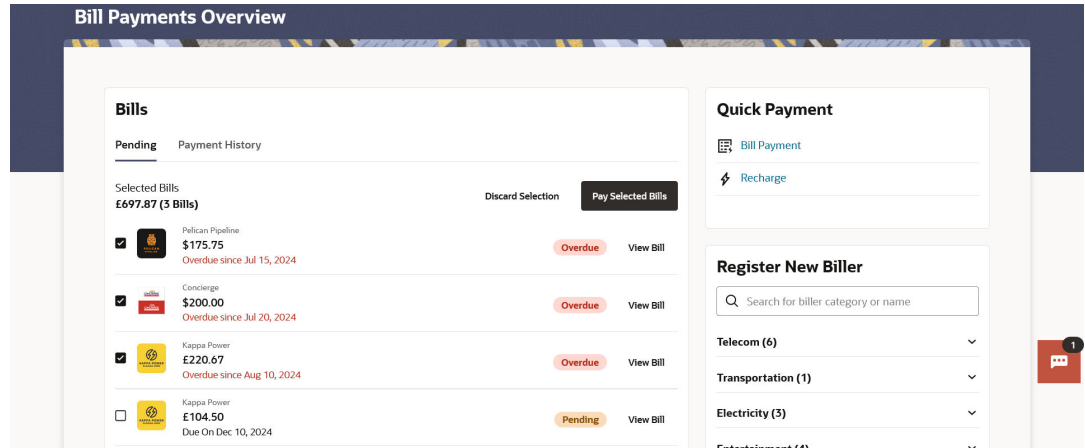 Bill Payments Overview
Bills
Pending Payment History
Selected Bills
£697.87 (3 Bills)
Discard Selection Pay Selected Bills
Pelican Pipeline
$175.75
Overdue since Jul 15, 2024
Overdue View Bill
Concierge
$200.00
Overdue since Jul 20, 2024
Overdue View Bill
Kappa Power
£220.67
Overdue since Aug 10, 2024
Overdue View Bill
Kappa Power
£104.50
Due On Dec 10, 2024
Pending View Bill
Quick Payment
Bill Payment
Recharge
Register New Biller
Search for biller category or name
Telecom (6)
Transportation (1)
Electricity (3)
Entertainment (4)
1